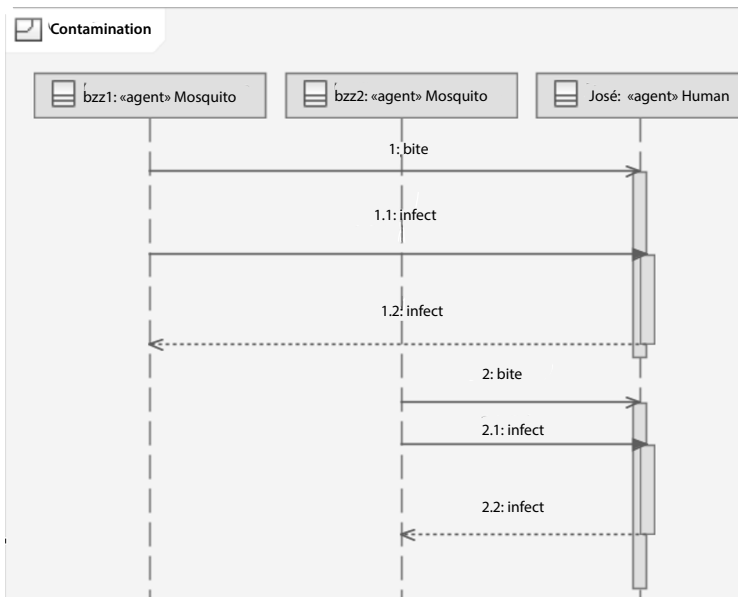 Contamination
bzz1: «agent» Mosquito
bzz2: «agent» Mosquito
José: «agent» Human
1: bite
1.1: infect
1.2: infect
2: bite
2.1: infect
2.2: infect